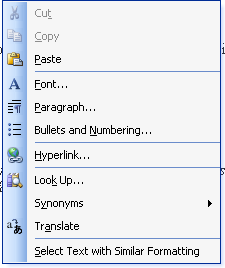 Cut
Copy
Paste
Font...
Paragraph...
Bullets and Numbering...
Hyperlink...
Look Up...
Synonyms
Translate
Select Text with Similar Formatting